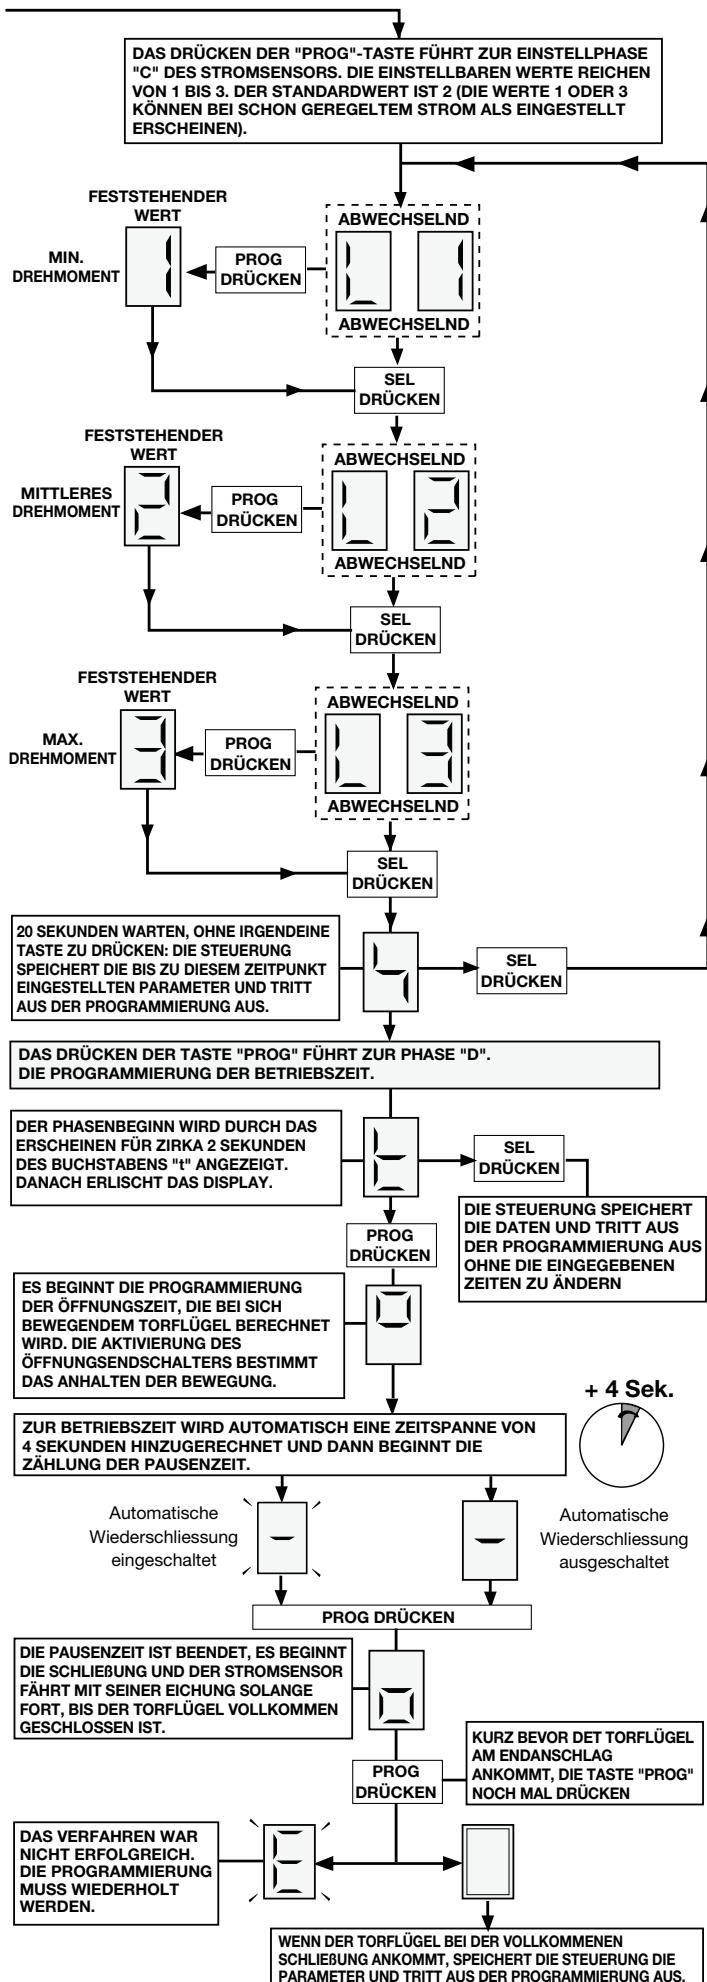 DAS DRÜCKEN DER "PROG"-TASTE FÜHRT ZUR EINSTELLPHASE
"C" DES STROMSENSORS. DIE EINSTELLBAREN WERTE REICHEN
VON 1 BIS 3. DER STANDARDWERT IST 2 (DIE WERTE 1 ODER 3
KÖNNEN BEI SCHON GEREGELTEM STROM ALS EINGESTELLT
ERSCHEINEN).
FESTSTEHENDER
WERT
MIN.
DREHMOMENT
1
PROG
DRÜCKEN
ABWECHSELND
L 1
ABWECHSELND
SEL
DRÜCKEN
FESTSTEHENDER
WERT
MITTLERES
DREHMOMENT
2
PROG
DRÜCKEN
ABWECHSELND
L 2
ABWECHSELND
SEL
DRÜCKEN
FESTSTEHENDER
WERT
MAX.
DREHMOMENT
3
PROG
DRÜCKEN
ABWECHSELND
L 3
ABWECHSELND
SEL
DRÜCKEN
20 SEKUNDEN WARTEN, OHNE IRGENDEINE
TASTE ZU DRÜCKEN: DIE STEUERUNG
SPEICHERT DIE BIS ZU DIESEM ZEITPUNKT
EINGESTELLTEN PARAMETER UND TRITT
AUS DER PROGRAMMIERUNG AUS.
4
SEL
DRÜCKEN
DAS DRÜCKEN DER TASTE "PROG" FÜHRT ZUR PHASE "D".
DIE PROGRAMMIERUNG DER BETRIEBSZEIT.
DER PHASENBEGINN WIRD DURCH DAS
ERSCHEINEN FÜR ZIRKA 2 SEKUNDEN
DES BUCHSTABENS "t" ANGEZEIGT.
DANACH ERLISCHT DAS DISPLAY.
t
SEL
DRÜCKEN
DIE STEUERUNG SPEICHERT
DIE DATEN UND TRITT AUS
DER PROGRAMMIERUNG AUS
OHNE DIE EINGEGEBENEN
ZEITEN ZU ÄNDERN
PROG
DRÜCKEN
ES BEGINNT DIE PROGRAMMIERUNG
DER ÖFFNUNGSZEIT, DIE BEI SICH
BEWEGENDEM TORFLÜGEL BERECHNET
WIRD. DIE AKTIVIERUNG DES
ÖFFNUNGSENDSCHALTERS BESTIMMT
DAS ANHALTEN DER BEWEGUNG.
o
+ 4 Sek.
ZUR BETRIEBSZEIT WIRD AUTOMATISCH EINE ZEITSPANNE VON
4 SEKUNDEN HINZUGERECHNET UND DANN BEGINNT DIE
ZÄHLUNG DER PAUSENZEIT.
Automatische
Wiederschliessung
eingeschaltet
-
-
Automatische
Wiederschliessung
ausgeschaltet
PROG DRÜCKEN
DIE PAUSENZEIT IST BEENDET, ES BEGINNT
DIE SCHLIEßUNG UND DER STROMSENSOR
FÄHRT MIT SEINER EICHUNG SOLANGE
FORT, BIS DER TORFLÜGEL VOLLKOMMEN
GESCHLOSSEN IST.
o
PROG
DRÜCKEN
KURZ BEVOR DET TORFLÜGEL
AM ENDANSCHLAG
ANKOMMT, DIE TASTE "PROG"
NOCH MAL DRÜCKEN
DAS VERFAHREN WAR
NICHT ERFOLGREICH.
DIE PROGRAMMIERUNG
MUSS WIEDERHOLT
WERDEN.
E
WENN DER TORFLÜGEL BEI DER VOLLKOMMENEN
SCHLIEßUNG ANKOMMT, SPEICHERT DIE STEUERUNG DIE
PARAMETER UND TRITT AUS DER PROGRAMMIERUNG AUS.